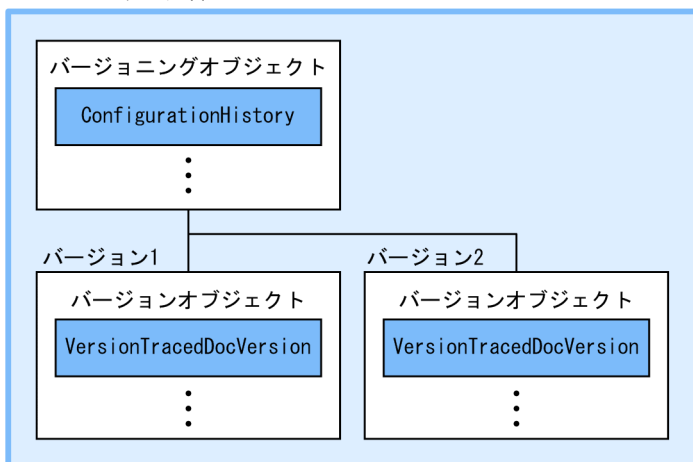 バージョニングオブジェクト
ConfigurationHistory
バージョン1
バージョン2
バージョンオブジェクト
バージョンオブジェクト
VersionTracedDocVersion
VersionTracedDocVersion